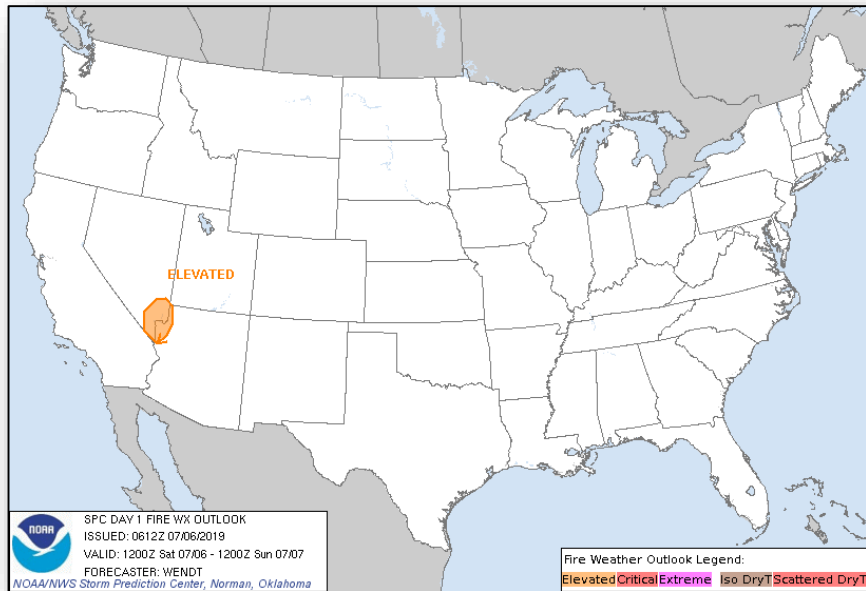 ELEVATED
NOAA
SPC DAY 1 FIRE WX OUTLOOK
ISSUED: 0612Z 07/06/2019
VALID: 1200Z Sat 07/06 - 1200Z Sun 07/07
FORECASTER: WENDT
NOAA/NWS Storm Prediction Center, Norman, Oklahoma
Fire Weather Outlook Legend:
Elevated Critical Extreme Iso DryT Scattered DryT